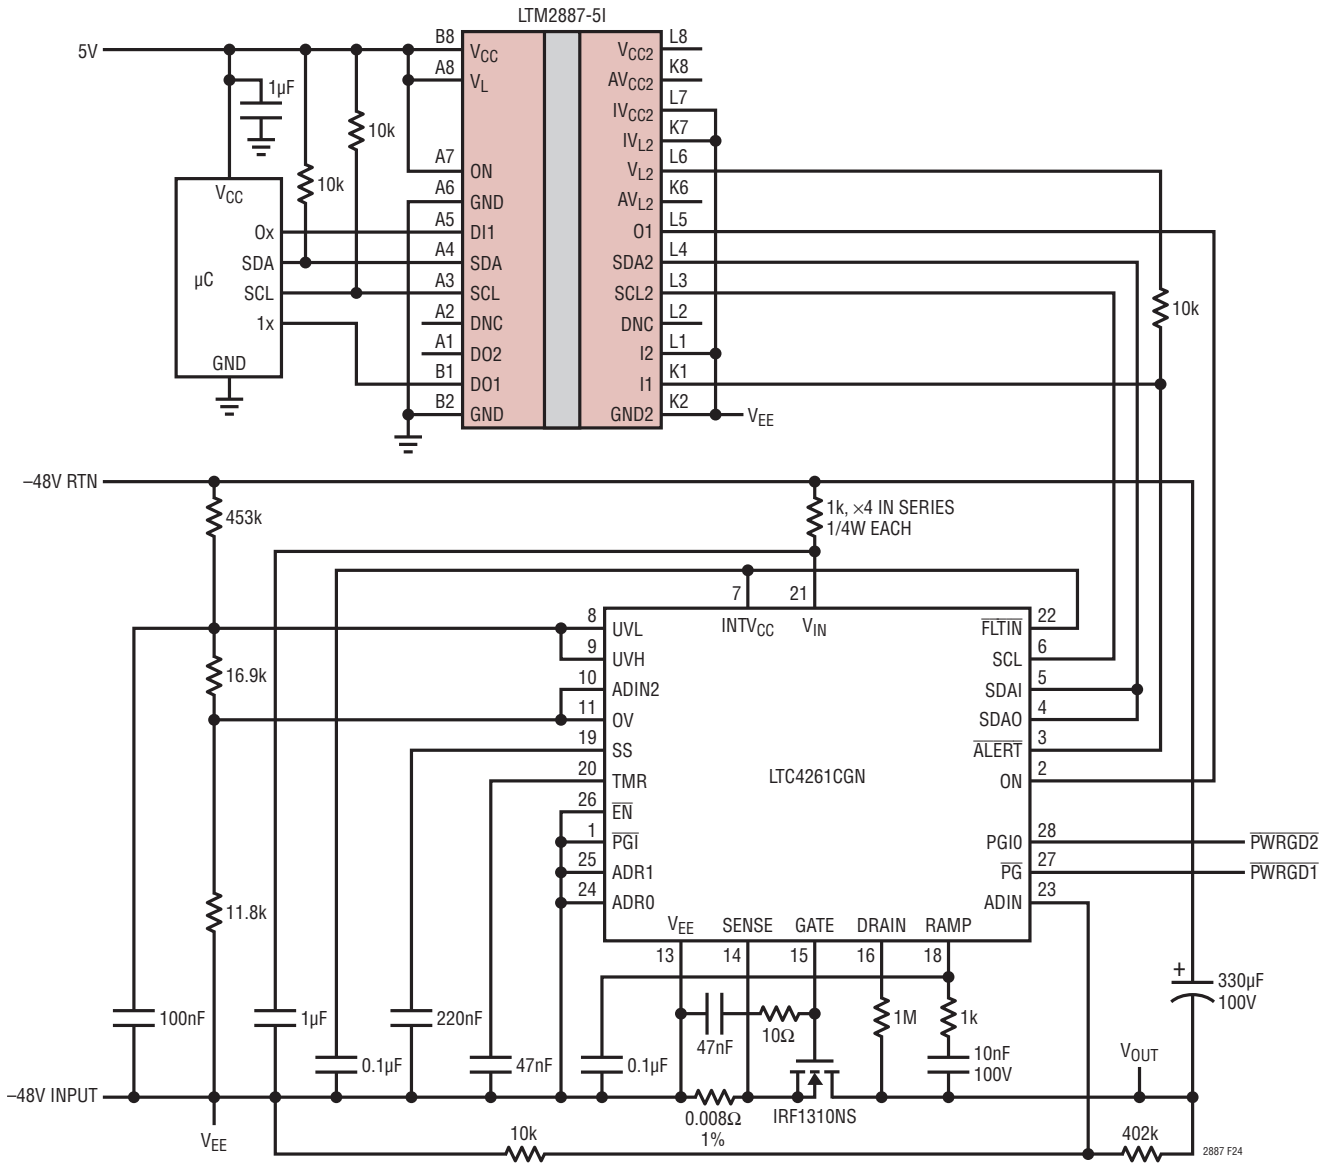 LTM2887-5I
5V
B8
VCC
L8
VCC2
A8
VL
K8
AVCC2
1µF
L7
IVCC2
10k
K7
IVL2
A7
ON
L6
VL2
10k
VCC
A6
GND
K6
AVL2
0x
A5
DI1
L5
O1
SDA
A4
SDA
L4
SDA2
µC
SCL
A3
SCL
L3
SCL2
10k
1x
A2
DNC
L2
DNC
A1
DO2
L1
I2
GND
B1
DO1
K1
I1
B2
GND
K2
GND2
VEE
–48V RTN
453k
1k, ×4 IN SERIES
1/4W EACH
7
21
8
UVL
INTVCC
VIN
FLTIN
22
9
UVH
SCL
6
16.9k
10
ADIN2
SDAI
5
11
OV
SDAO
4
19
SS
ALERT
3
20
TMR
LTC4261CGN
ON
2
26
EN
1
PGI
PGIO
28
PWRGD2
25
ADR1
PG
27
PWRGD1
24
ADR0
ADIN
23
11.8k
VEE
SENSE
GATE
DRAIN
RAMP
13
14
15
16
18
+
330µF
100V
100nF
1µF
220nF
47nF
10Ω
1M
1k
0.1µF
47nF
0.1µF
10nF
100V
VOUT
–48V INPUT
0.008Ω
1%
IRF1310NS
VEE
10k
402k
2887 F24